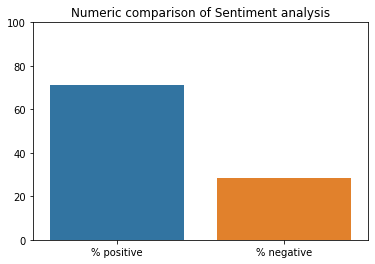 Numeric comparison of Sentiment analysis
100
80
60
40
20
0
% positive
% negative